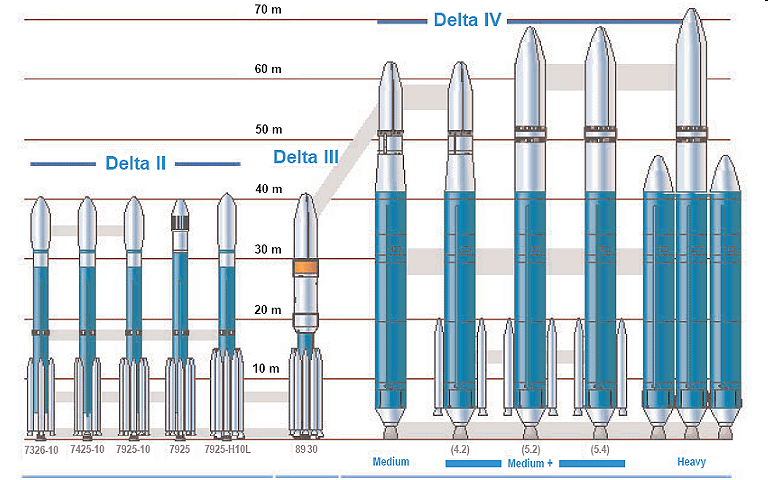 70 m
Delta IV
60 m
50 m
Delta II
Delta III
40 m
30 m
20 m
10 m
7326-10 7425-10 7925-10 7925 7925-H10L 8930 (4.2) (5.2) (5.4)
Medium Medium + Heavy